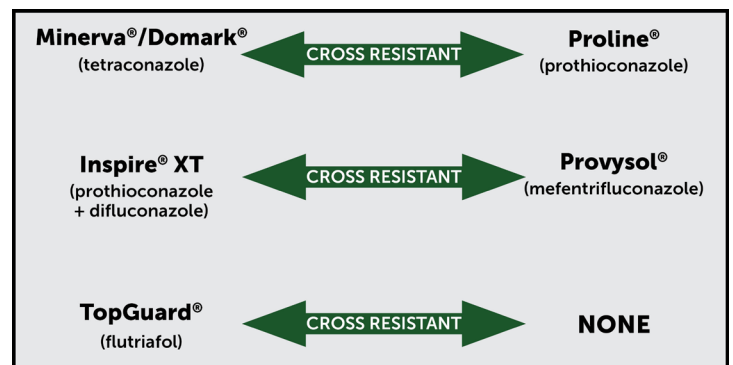 Minerva®/Domark®
(tetraconazole)
CROSS RESISTANT
Proline®
(prothioconazole)
Inspire® XT
(prothioconazole
+ difluconazole)
CROSS RESISTANT
Provysol®
(mefentrifluconazole)
TopGuard®
(flutriafol)
CROSS RESISTANT
NONE